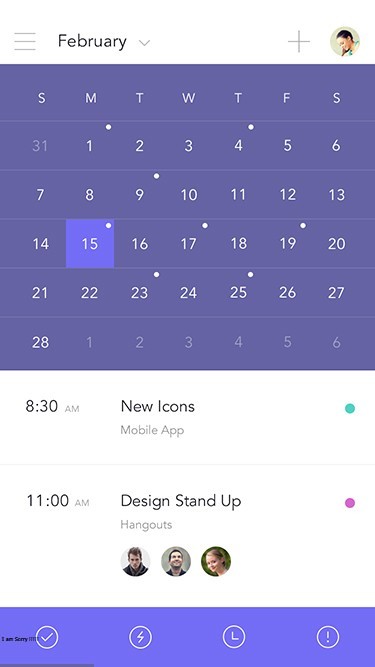 February
S M T W T F S
31 1 2 3 4 5 6
7 8 9 10 11 12 13
14 15 16 17 18 19 20
21 22 23 24 25 26 27
28 1 2 3 4 5 6
8:30 AM New Icons
Mobile App
11:00 AM Design Stand Up
Hangouts
I am Sorry !!!!!